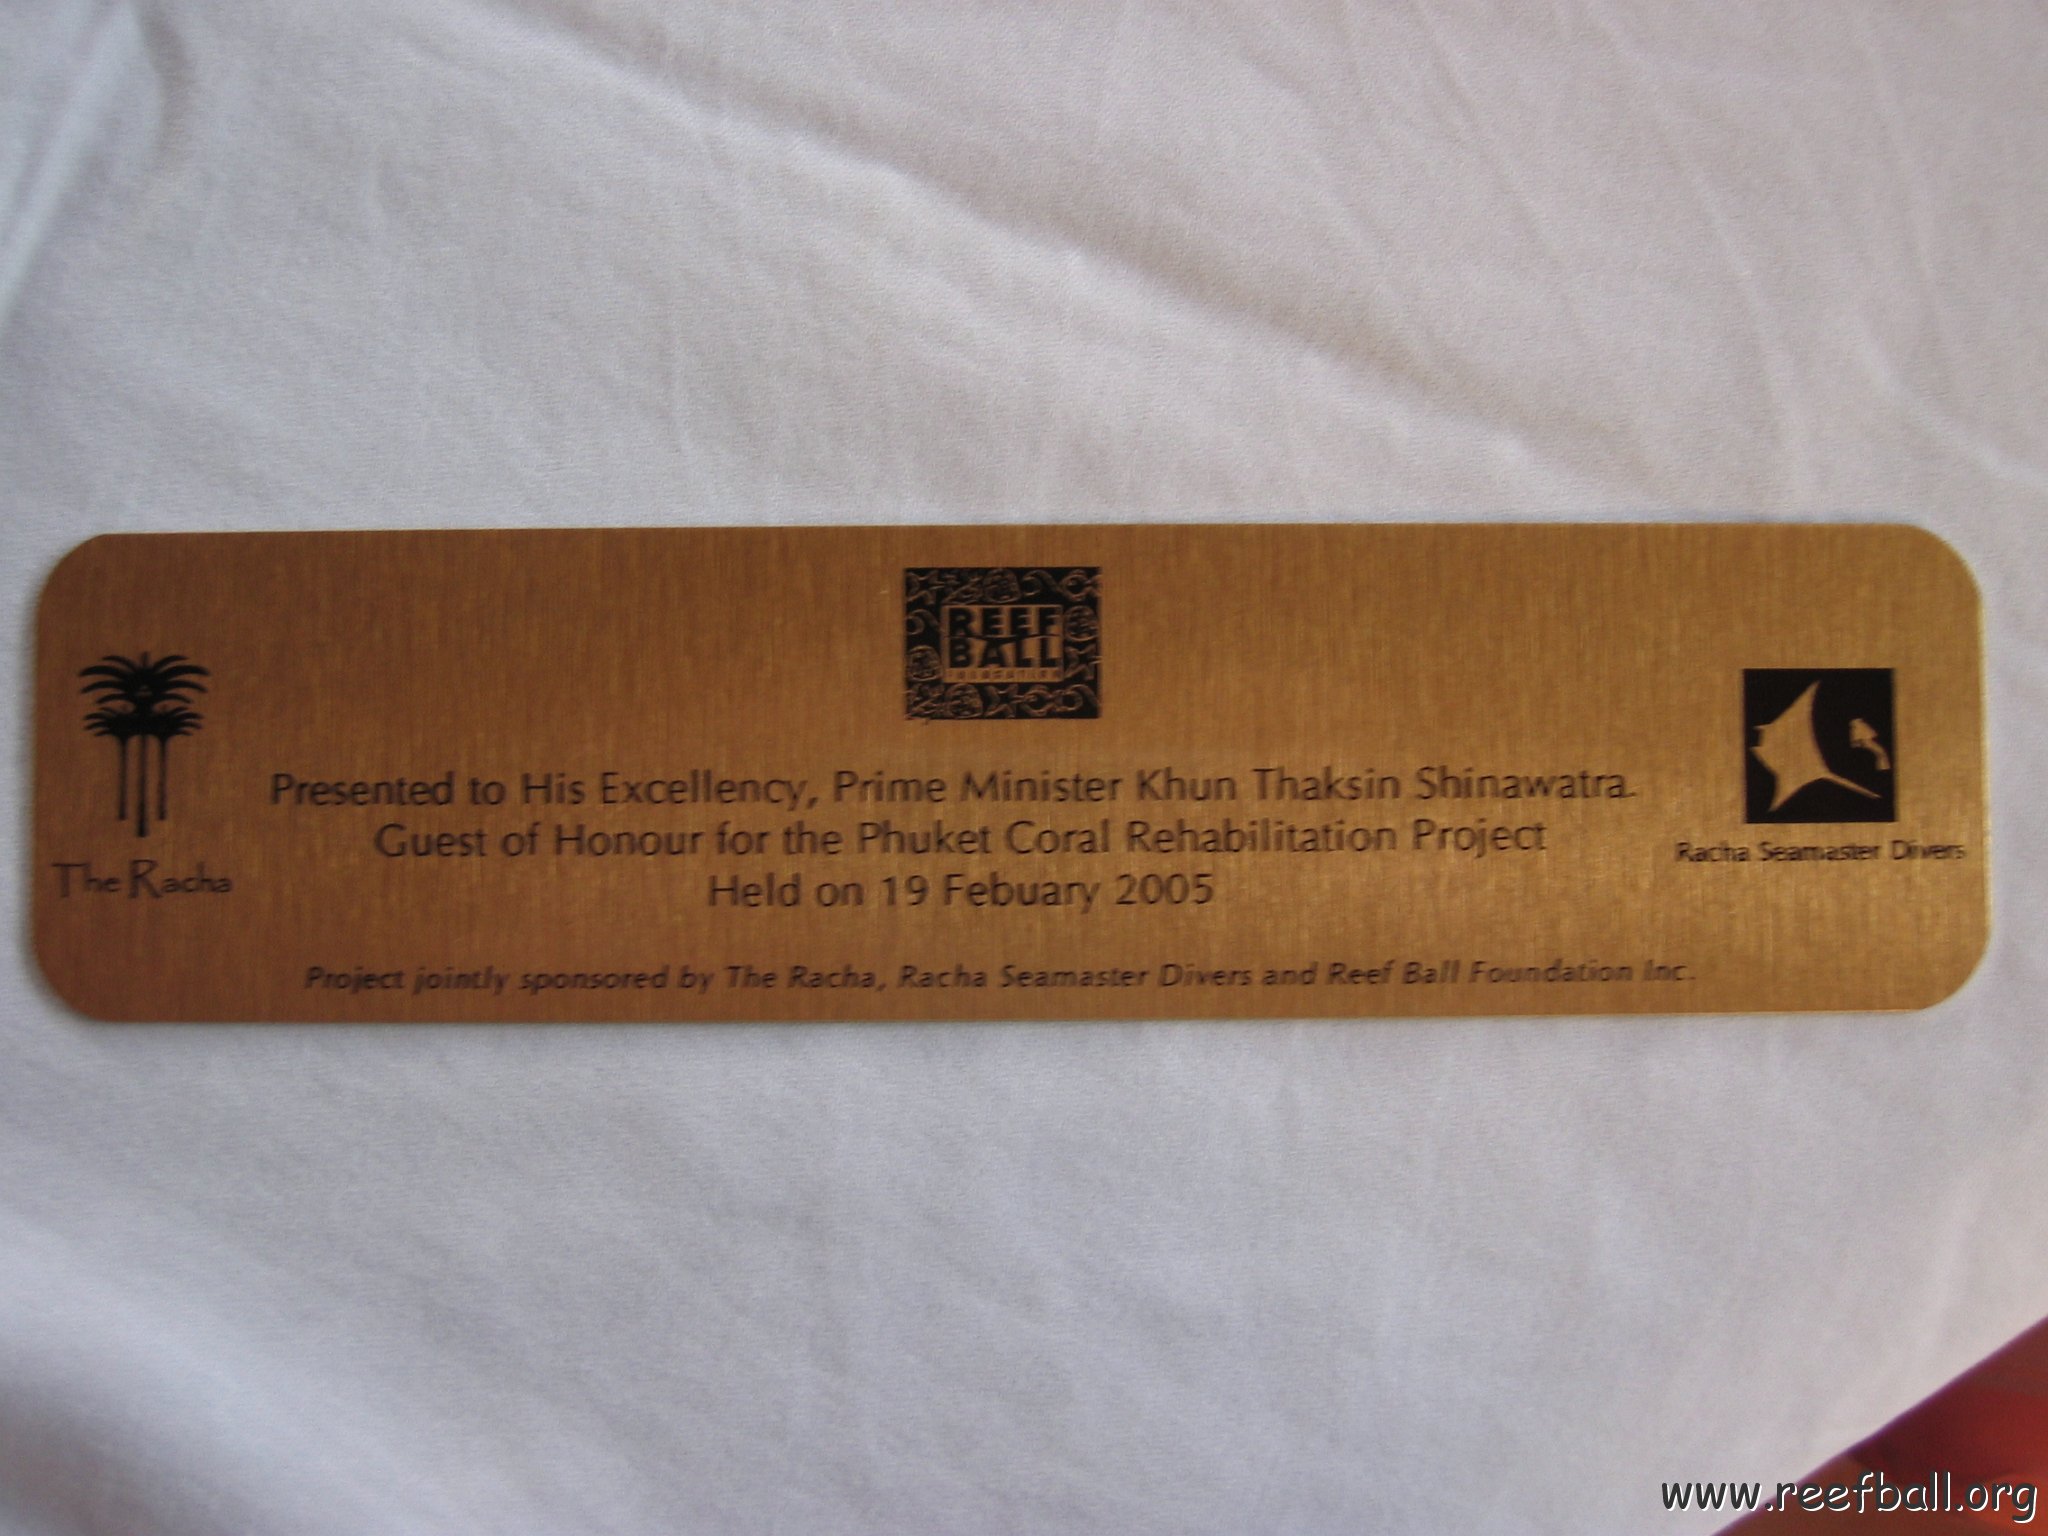 REEF
BALL
FOUNDATION
Presented to His Excellency, Prime Minister Khun Thaksin Shinawatra.
Guest of Honour for the Phuket Coral Rehabilitation Project
Held on 19 Febuary 2005
The Racha
Racha Seamaster Divers
Project jointly sponsored by The Racha, Racha Seamaster Divers and Reef Ball Foundation Inc.
www.reefball.org